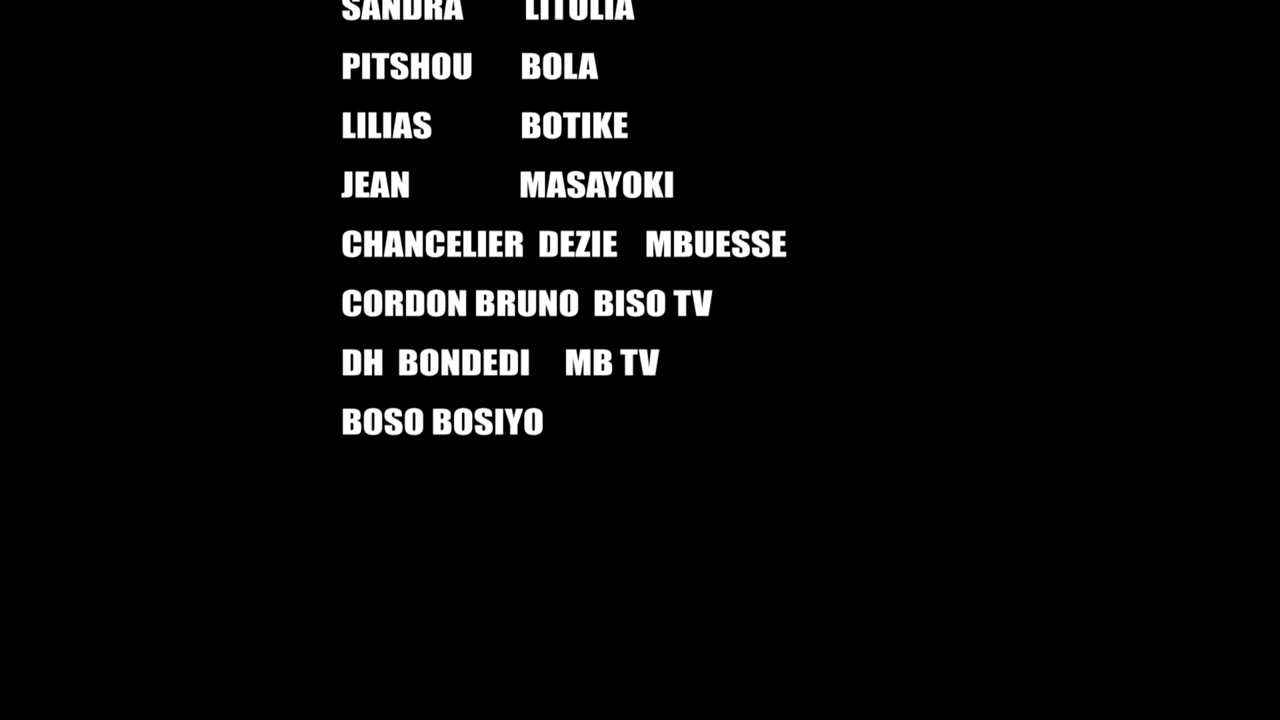 SANDRA LITULIA
PITSHOU BOLA
LILIAS BOTIKE
JEAN MASAYOKI
CHANCELIER DEZIE MBUESSE
CORDON BRUNO BISO TV
DH BONDEDI MB TV
BOSO BOSIYO